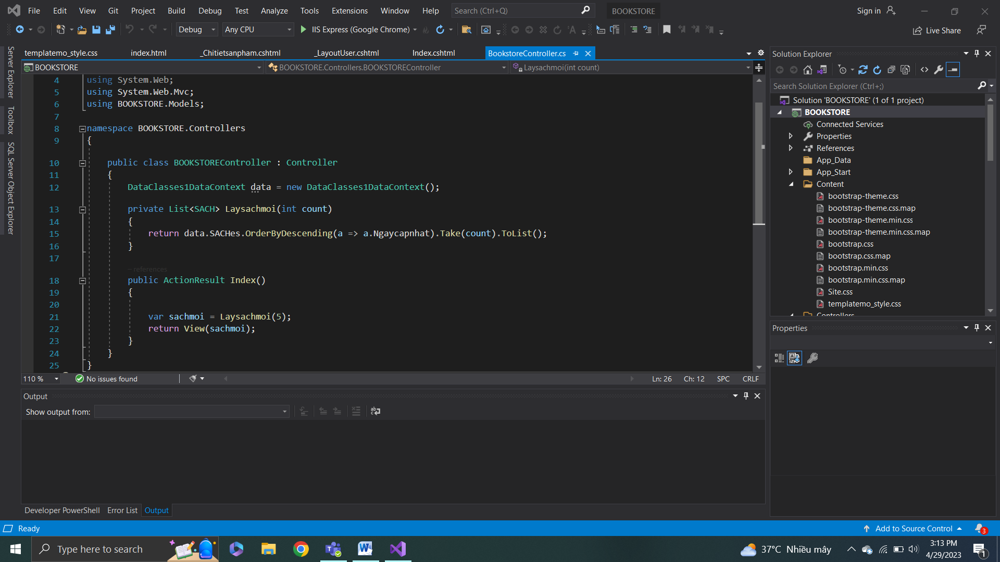 File Edit View Git Project Build Debug Test Analyze Tools Extensions Window Help Search (Ctrl+Q) BOOKSTORE Sign in
Debug Any CPU IIS Express (Google Chrome) Live Share
templatemo_style.css index.html _Chitietsanpham.cshtml _LayoutUser.cshtml Index.cshtml BookstoreController.cs
BOOKSTORE BOOKSTORE.Controllers.BOOKSTOREController Laysachmoi(int count)
Server Explorer
Toolbox
SQL Server Object Explorer
4 using System.Web;
5 using System.Web.Mvc;
6 using BOOKSTORE.Models;
7
8 namespace BOOKSTORE.Controllers
9 {
10 public class BOOKSTOREController : Controller
11 {
12 DataClasses1DataContext data = new DataClasses1DataContext();
13 private List<SACH> Laysachmoi(int count)
14 {
15 return data.SACHes.OrderByDescending(a => a.Ngaycapnhat).Take(count).ToList();
16 }
17
– references
18 public ActionResult Index()
19 {
20
21 var sachmoi = Laysachmoi(5);
22 return View(sachmoi);
23 }
24 }
25 }
110 % No issues found Ln: 26 Ch: 12 SPC CRLF
Output
Show output from:
Developer PowerShell Error List Output
Solution Explorer
Search Solution Explorer (Ctrl+;)
Solution 'BOOKSTORE' (1 of 1 project)
BOOKSTORE
Connected Services
Properties
References
App_Data
App_Start
Content
bootstrap-theme.css
bootstrap-theme.css.map
bootstrap-theme.min.css
bootstrap-theme.min.css.map
bootstrap.css
bootstrap.css.map
bootstrap.min.css
bootstrap.min.css.map
Site.css
templatemo_style.css
Controllers
Properties
Ready Add to Source Control 3
Type here to search 37°C Nhiều mây 3:13 PM
4/29/2023 1